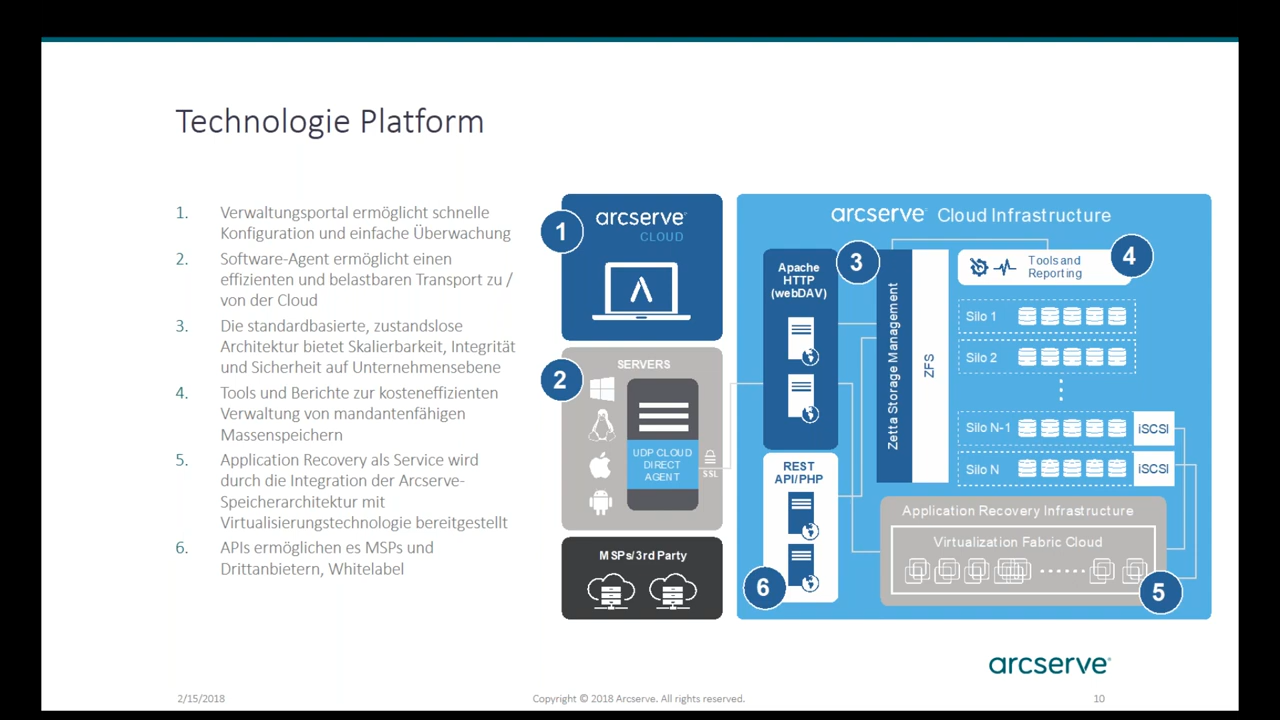 Technologie Platform
1. Verwaltungsportal ermöglicht schnelle
Konfiguration und einfache Überwachung
2. Software-Agent ermöglicht einen
effizienten und belastbaren Transport zu /
von der Cloud
3. Die standardbasierte, zustandslose
Architektur bietet Skalierbarkeit, Integrität
und Sicherheit auf Unternehmensebene
4. Tools und Berichte zur kosteneffizienten
Verwaltung von mandantenfähigen
Massenspeichern
5. Application Recovery als Service wird
durch die Integration der Arcserve-
Speicherarchitektur mit
Virtualisierungstechnologie bereitgestellt
6. APIs ermöglichen es MSPs und
Drittanbietern, Whitelabel
1
arcserve®
CLOUD
2
SERVERS
UDP CLOUD
DIRECT
AGENT
SSL
MSPs/3rd Party
arcserve® Cloud Infrastructure
Apache
HTTP
(webDAV)
3
REST
API/PHP
6
Zetta Storage Management
ZFS
Tools and
Reporting
4
Silo 1
Silo 2
Silo N-1
iSCSI
Silo N
iSCSI
Application Recovery Infrastructure
Virtualization Fabric Cloud
5
arcserve®
2/15/2018
Copyright © 2018 Arcserve. All rights reserved.
10